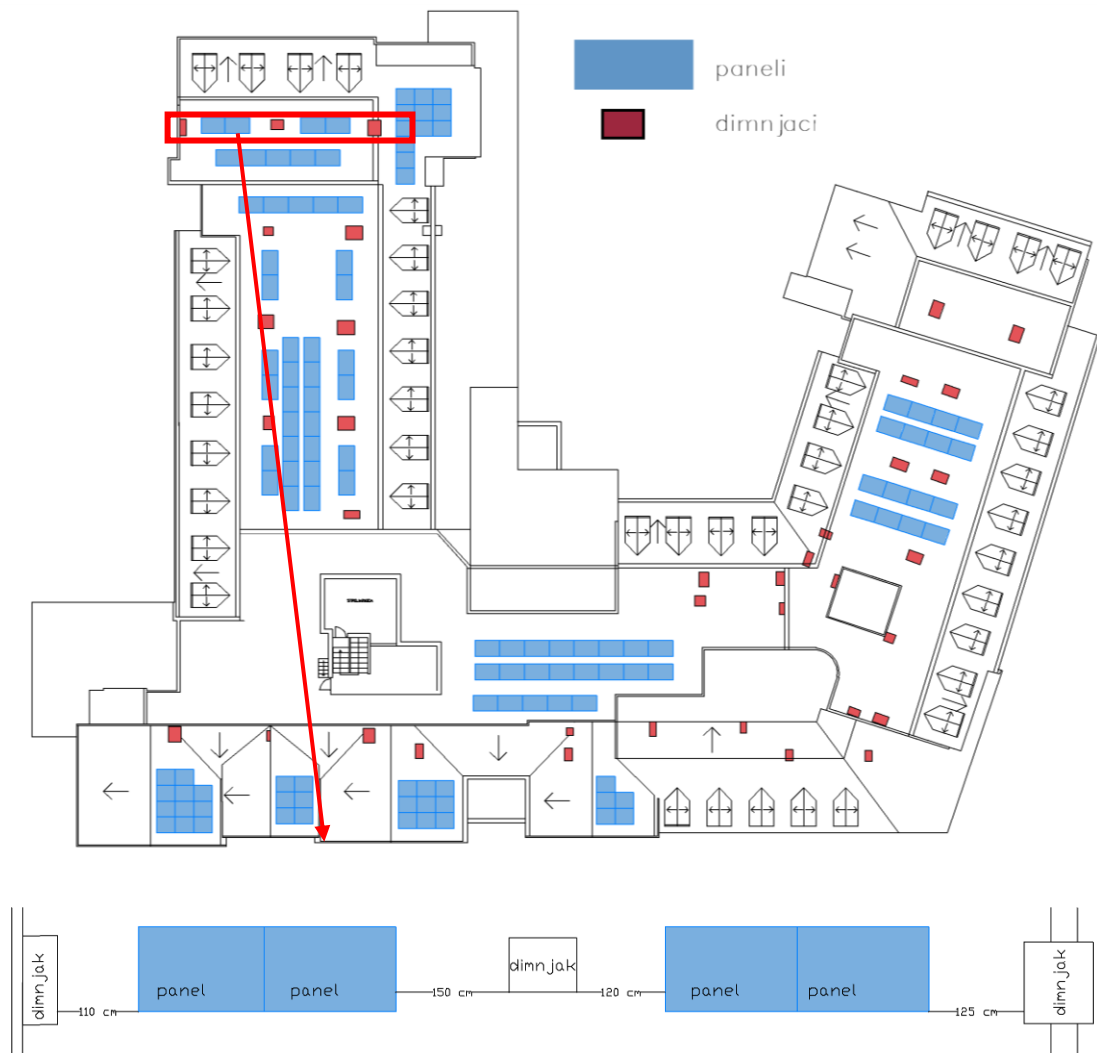 paneli
dimnjaci
dimnjak
110 cm
panel
panel
150 cm
dimnjak
120 cm
panel
panel
125 cm
dimnjak